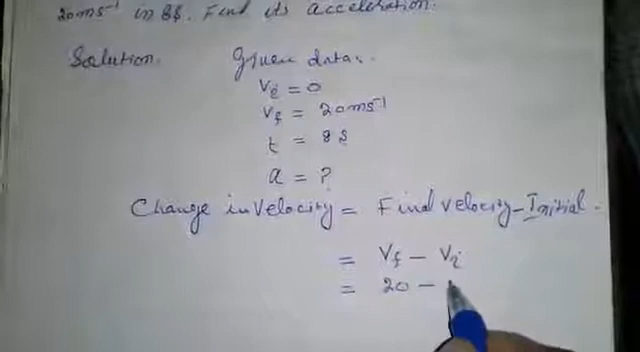 20ms⁻¹ in 8s. Find its acceleration.
Solution. Given data:.
Vi = 0
Vf = 20ms⁻¹
t = 8 s
a = ?
Change in Velocity = Final velocity - Initial.
= Vf - Vi
= 20 -